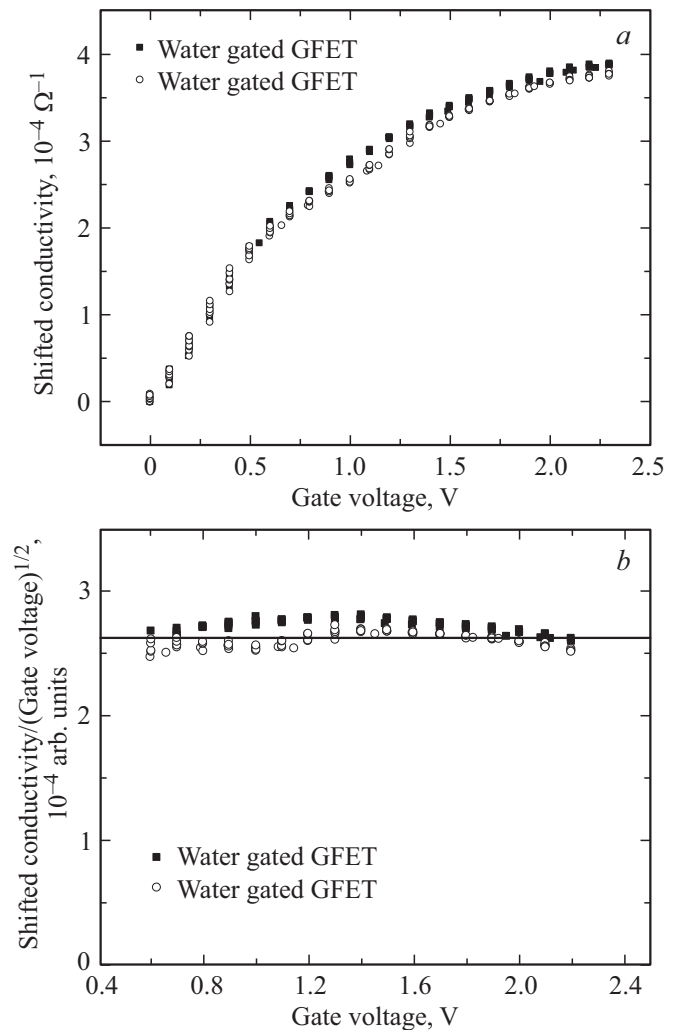 a
Water gated GFET
Water gated GFET
4
3
2
1
0
Shifted conductivity, 10⁻⁴ Ω⁻¹
0 0.5 1.0 1.5 2.0 2.5
Gate voltage, V
b
3
2
1
0
Shifted conductivity/(Gate voltage)¹/²,
10⁻⁴ arb. units
Water gated GFET
Water gated GFET
0.4 0.8 1.2 1.6 2.0 2.4
Gate voltage, V